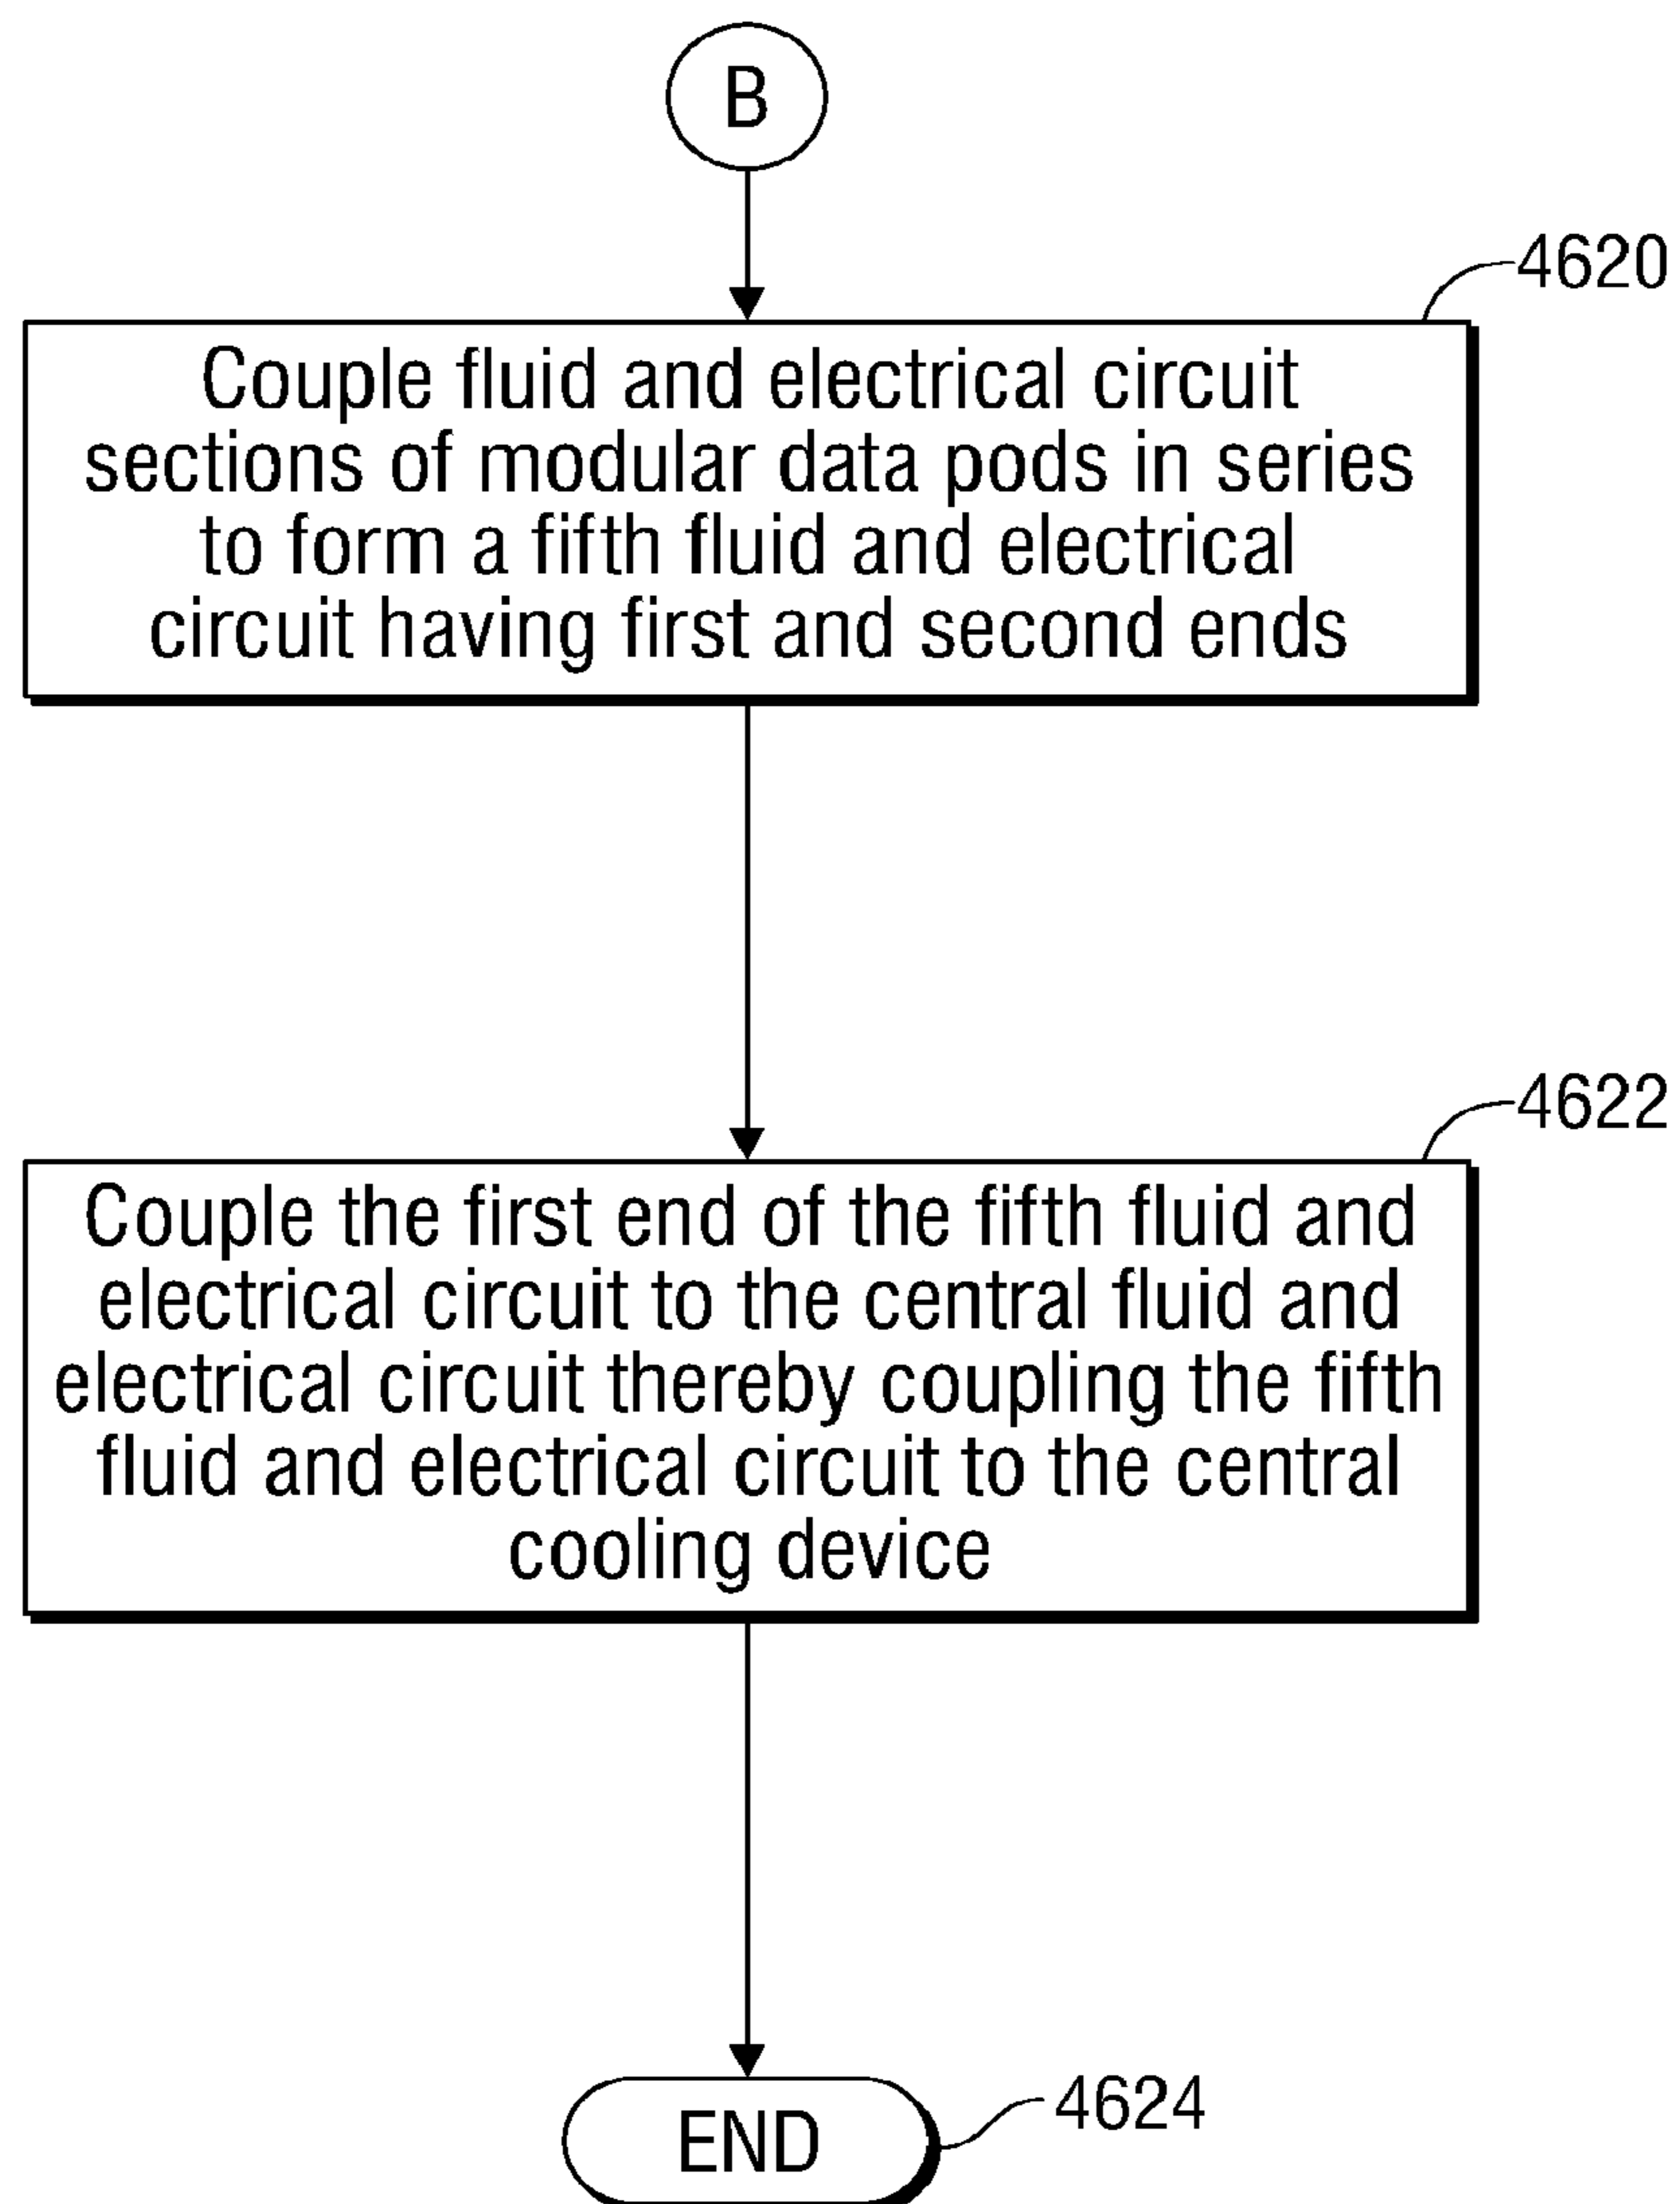 B
4620
Couple fluid and electrical circuit
sections of modular data pods in series
to form a fifth fluid and electrical
circuit having first and second ends
4622
Couple the first end of the fifth fluid and
electrical circuit to the central fluid and
electrical circuit thereby coupling the fifth
fluid and electrical circuit to the central
cooling device
END
4624